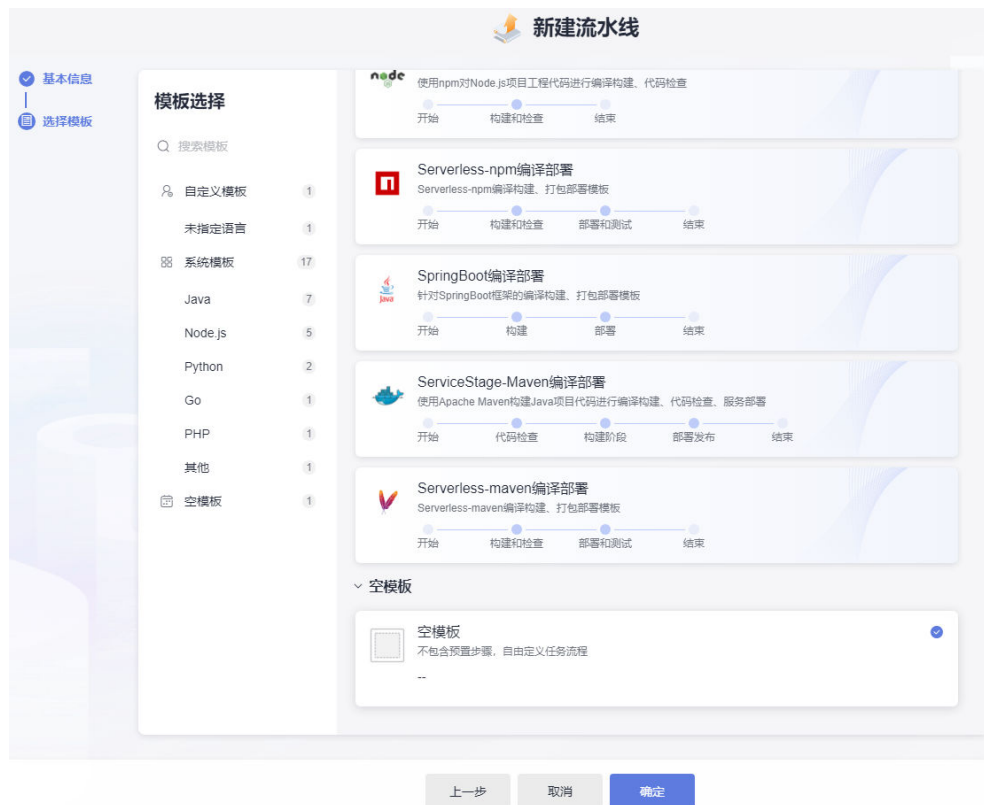 新建流水线
基本信息
选择模板
模板选择
搜索模板
自定义模板 1
未指定语言 1
系统模板 17
Java 7
Node.js 5
Python 2
Go 1
PHP 1
其他 1
空模板 1
node
使用npm对Node.js项目工程代码进行编译构建、代码检查
开始 构建和检查 结束
n
Serverless-npm编译部署
Serverless-npm编译构建、打包部署模板
开始 构建和检查 部署和测试 结束
Java
SpringBoot编译部署
针对SpringBoot框架的编译构建、打包部署模板
开始 构建 部署 结束
ServiceStage-Maven编译部署
使用Apache Maven构建Java项目代码进行编译构建、代码检查、服务部署
开始 代码检查 构建阶段 部署发布 结束
Serverless-maven编译部署
Serverless-maven编译构建、打包部署模板
开始 构建和检查 部署和测试 结束
空模板
空模板
不包含预置步骤，自由定义任务流程
--
上一步 取消 确定